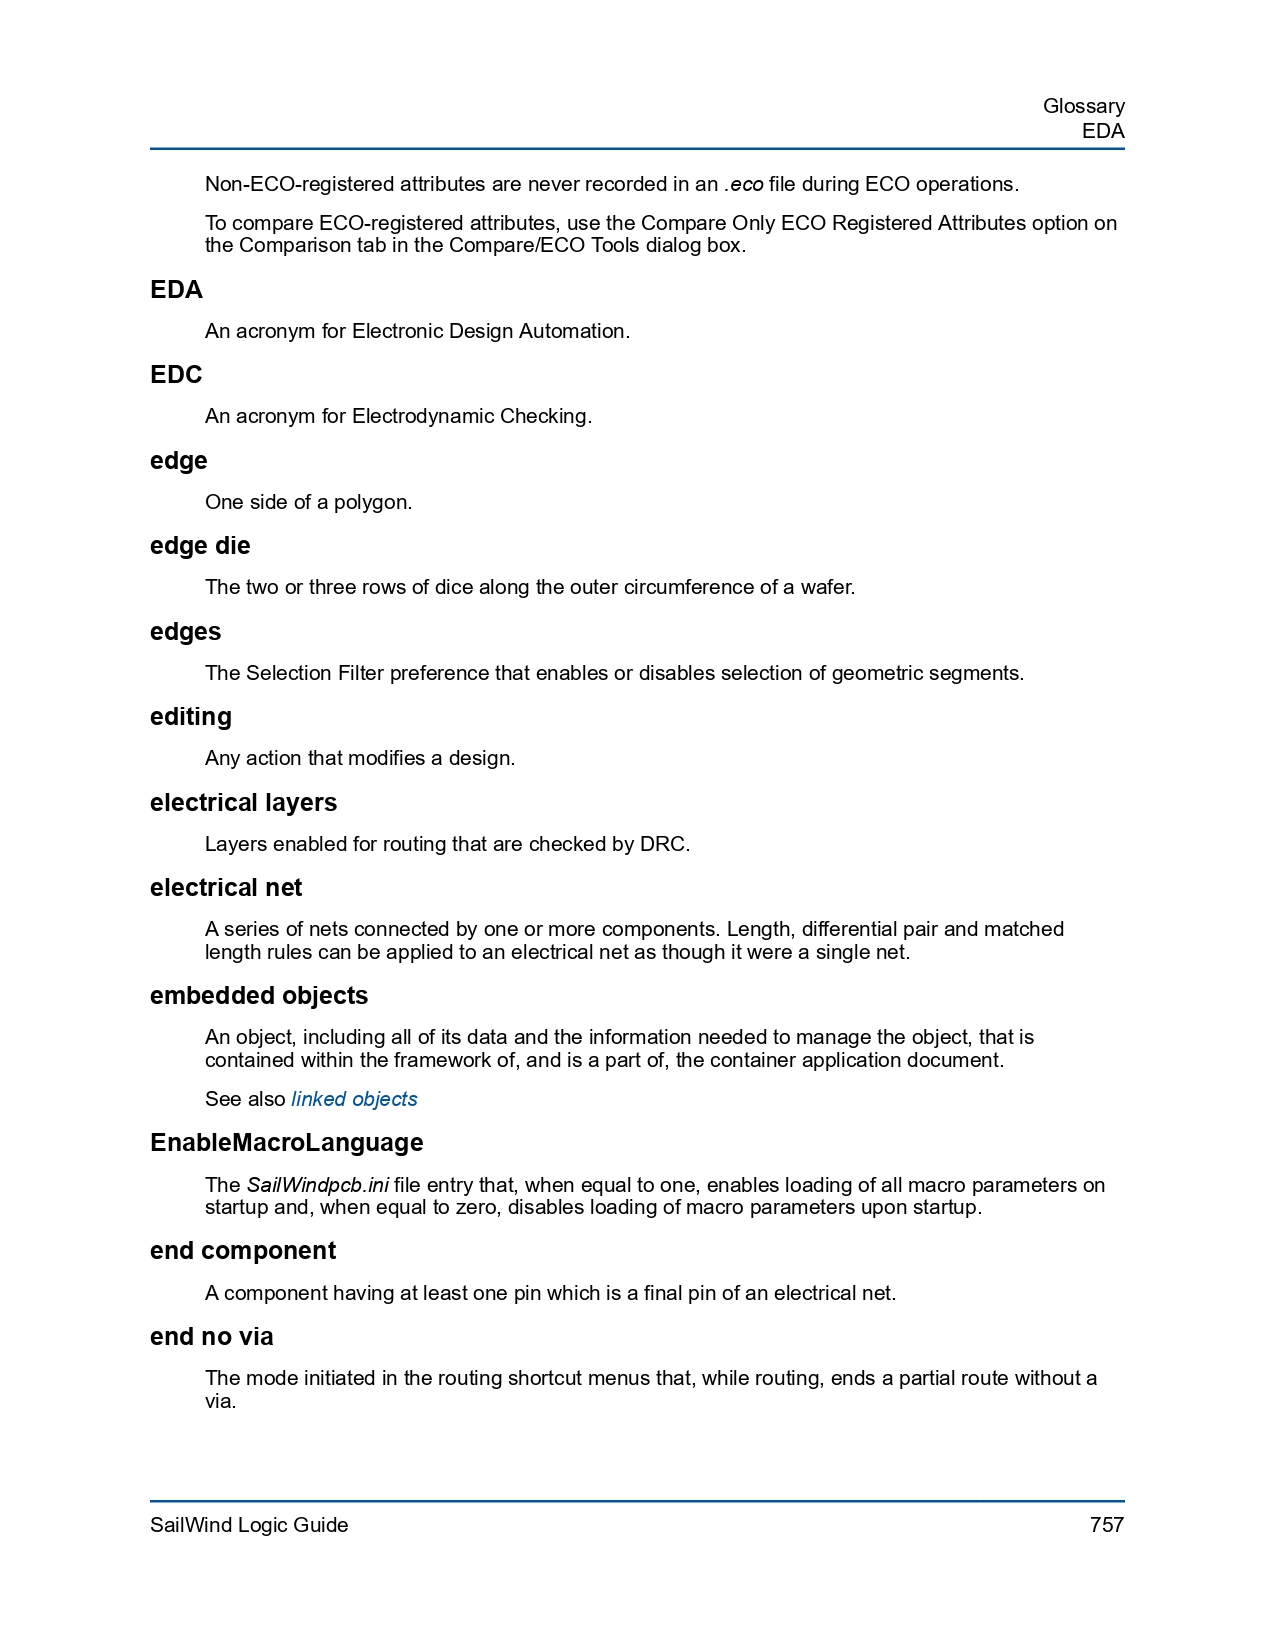 Glossary
EDA
Non-ECO-registered attributes are never recorded in an .eco file during ECO operations.
To compare ECO-registered attributes, use the Compare Only ECO Registered Attributes option on
the Comparison tab in the Compare/ECO Tools dialog box.
EDA
An acronym for Electronic Design Automation.
EDC
An acronym for Electrodynamic Checking.
edge
One side of a polygon.
edge die
The two or three rows of dice along the outer circumference of a wafer.
edges
The Selection Filter preference that enables or disables selection of geometric segments.
editing
Any action that modifies a design.
electrical layers
Layers enabled for routing that are checked by DRC.
electrical net
A series of nets connected by one or more components. Length, differential pair and matched
length rules can be applied to an electrical net as though it were a single net.
embedded objects
An object, including all of its data and the information needed to manage the object, that is
contained within the framework of, and is a part of, the container application document.
See also linked objects
EnableMacroLanguage
The SailWindpcb.ini file entry that, when equal to one, enables loading of all macro parameters on
startup and, when equal to zero, disables loading of macro parameters upon startup.
end component
A component having at least one pin which is a final pin of an electrical net.
end no via
The mode initiated in the routing shortcut menus that, while routing, ends a partial route without a
via.
SailWind Logic Guide 757